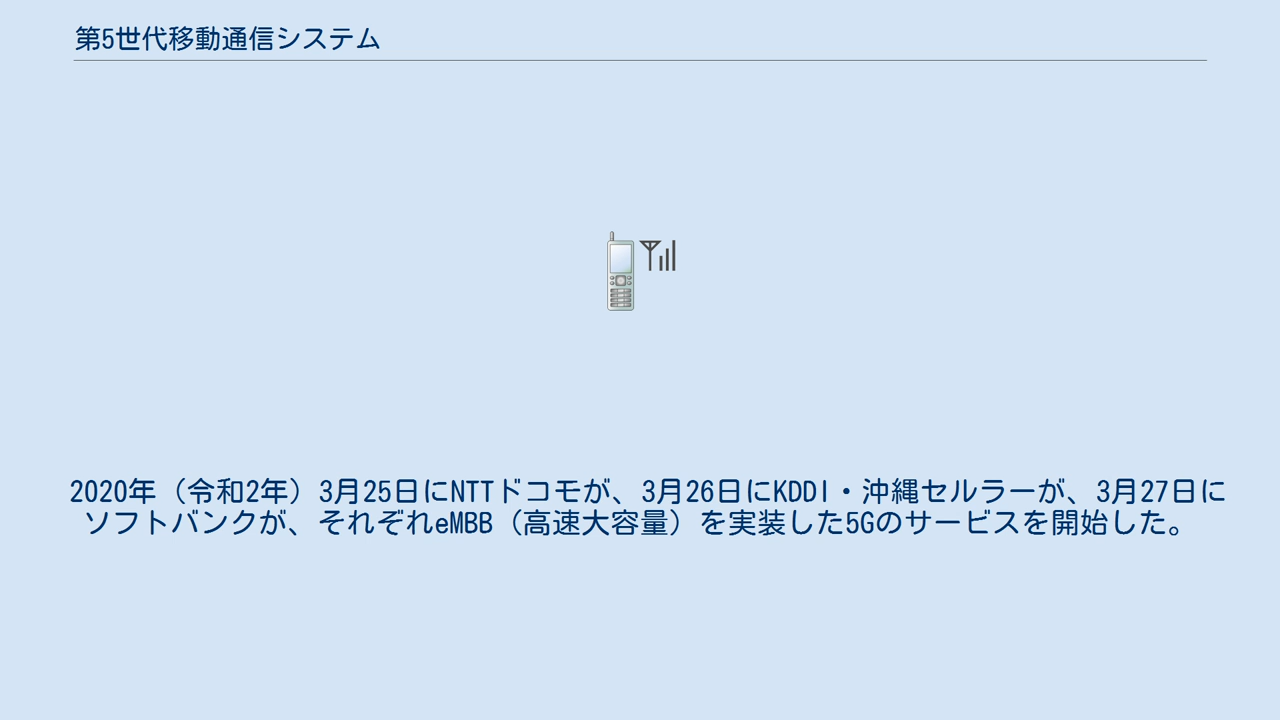 第5世代移動通信システム
2020年（令和2年）3月25日にNTTドコモが、3月26日にKDDI・沖縄セルラーが、3月27日に
ソフトバンクが、それぞれeMBB（高速大容量）を実装した5Gのサービスを開始した。